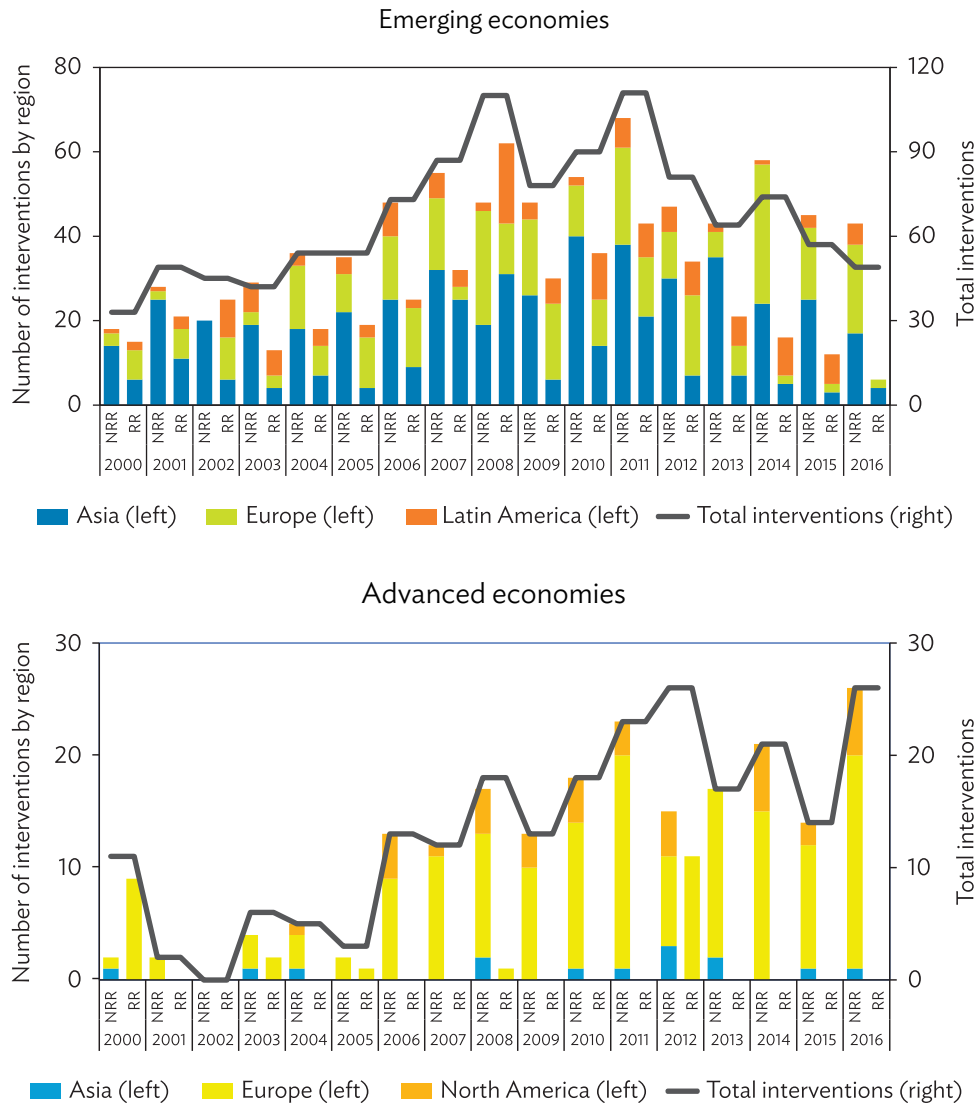 Emerging economies
Number of interventions by region
Total interventions
80 120
60 90
40 60
20 30
0 0
NRR RR NRR RR NRR RR NRR RR NRR RR NRR RR NRR RR NRR RR NRR RR NRR RR NRR RR NRR RR NRR RR NRR RR NRR RR NRR RR NRR RR
2000 2001 2002 2003 2004 2005 2006 2007 2008 2009 2010 2011 2012 2013 2014 2015 2016
Asia (left) Europe (left) Latin America (left) Total interventions (right)
Advanced economies
Number of interventions by region
Total interventions
30 30
20 20
10 10
0 0
NRR RR NRR RR NRR RR NRR RR NRR RR NRR RR NRR RR NRR RR NRR RR NRR RR NRR RR NRR RR NRR RR NRR RR NRR RR NRR RR NRR RR
2000 2001 2002 2003 2004 2005 2006 2007 2008 2009 2010 2011 2012 2013 2014 2015 2016
Asia (left) Europe (left) North America (left) Total interventions (right)